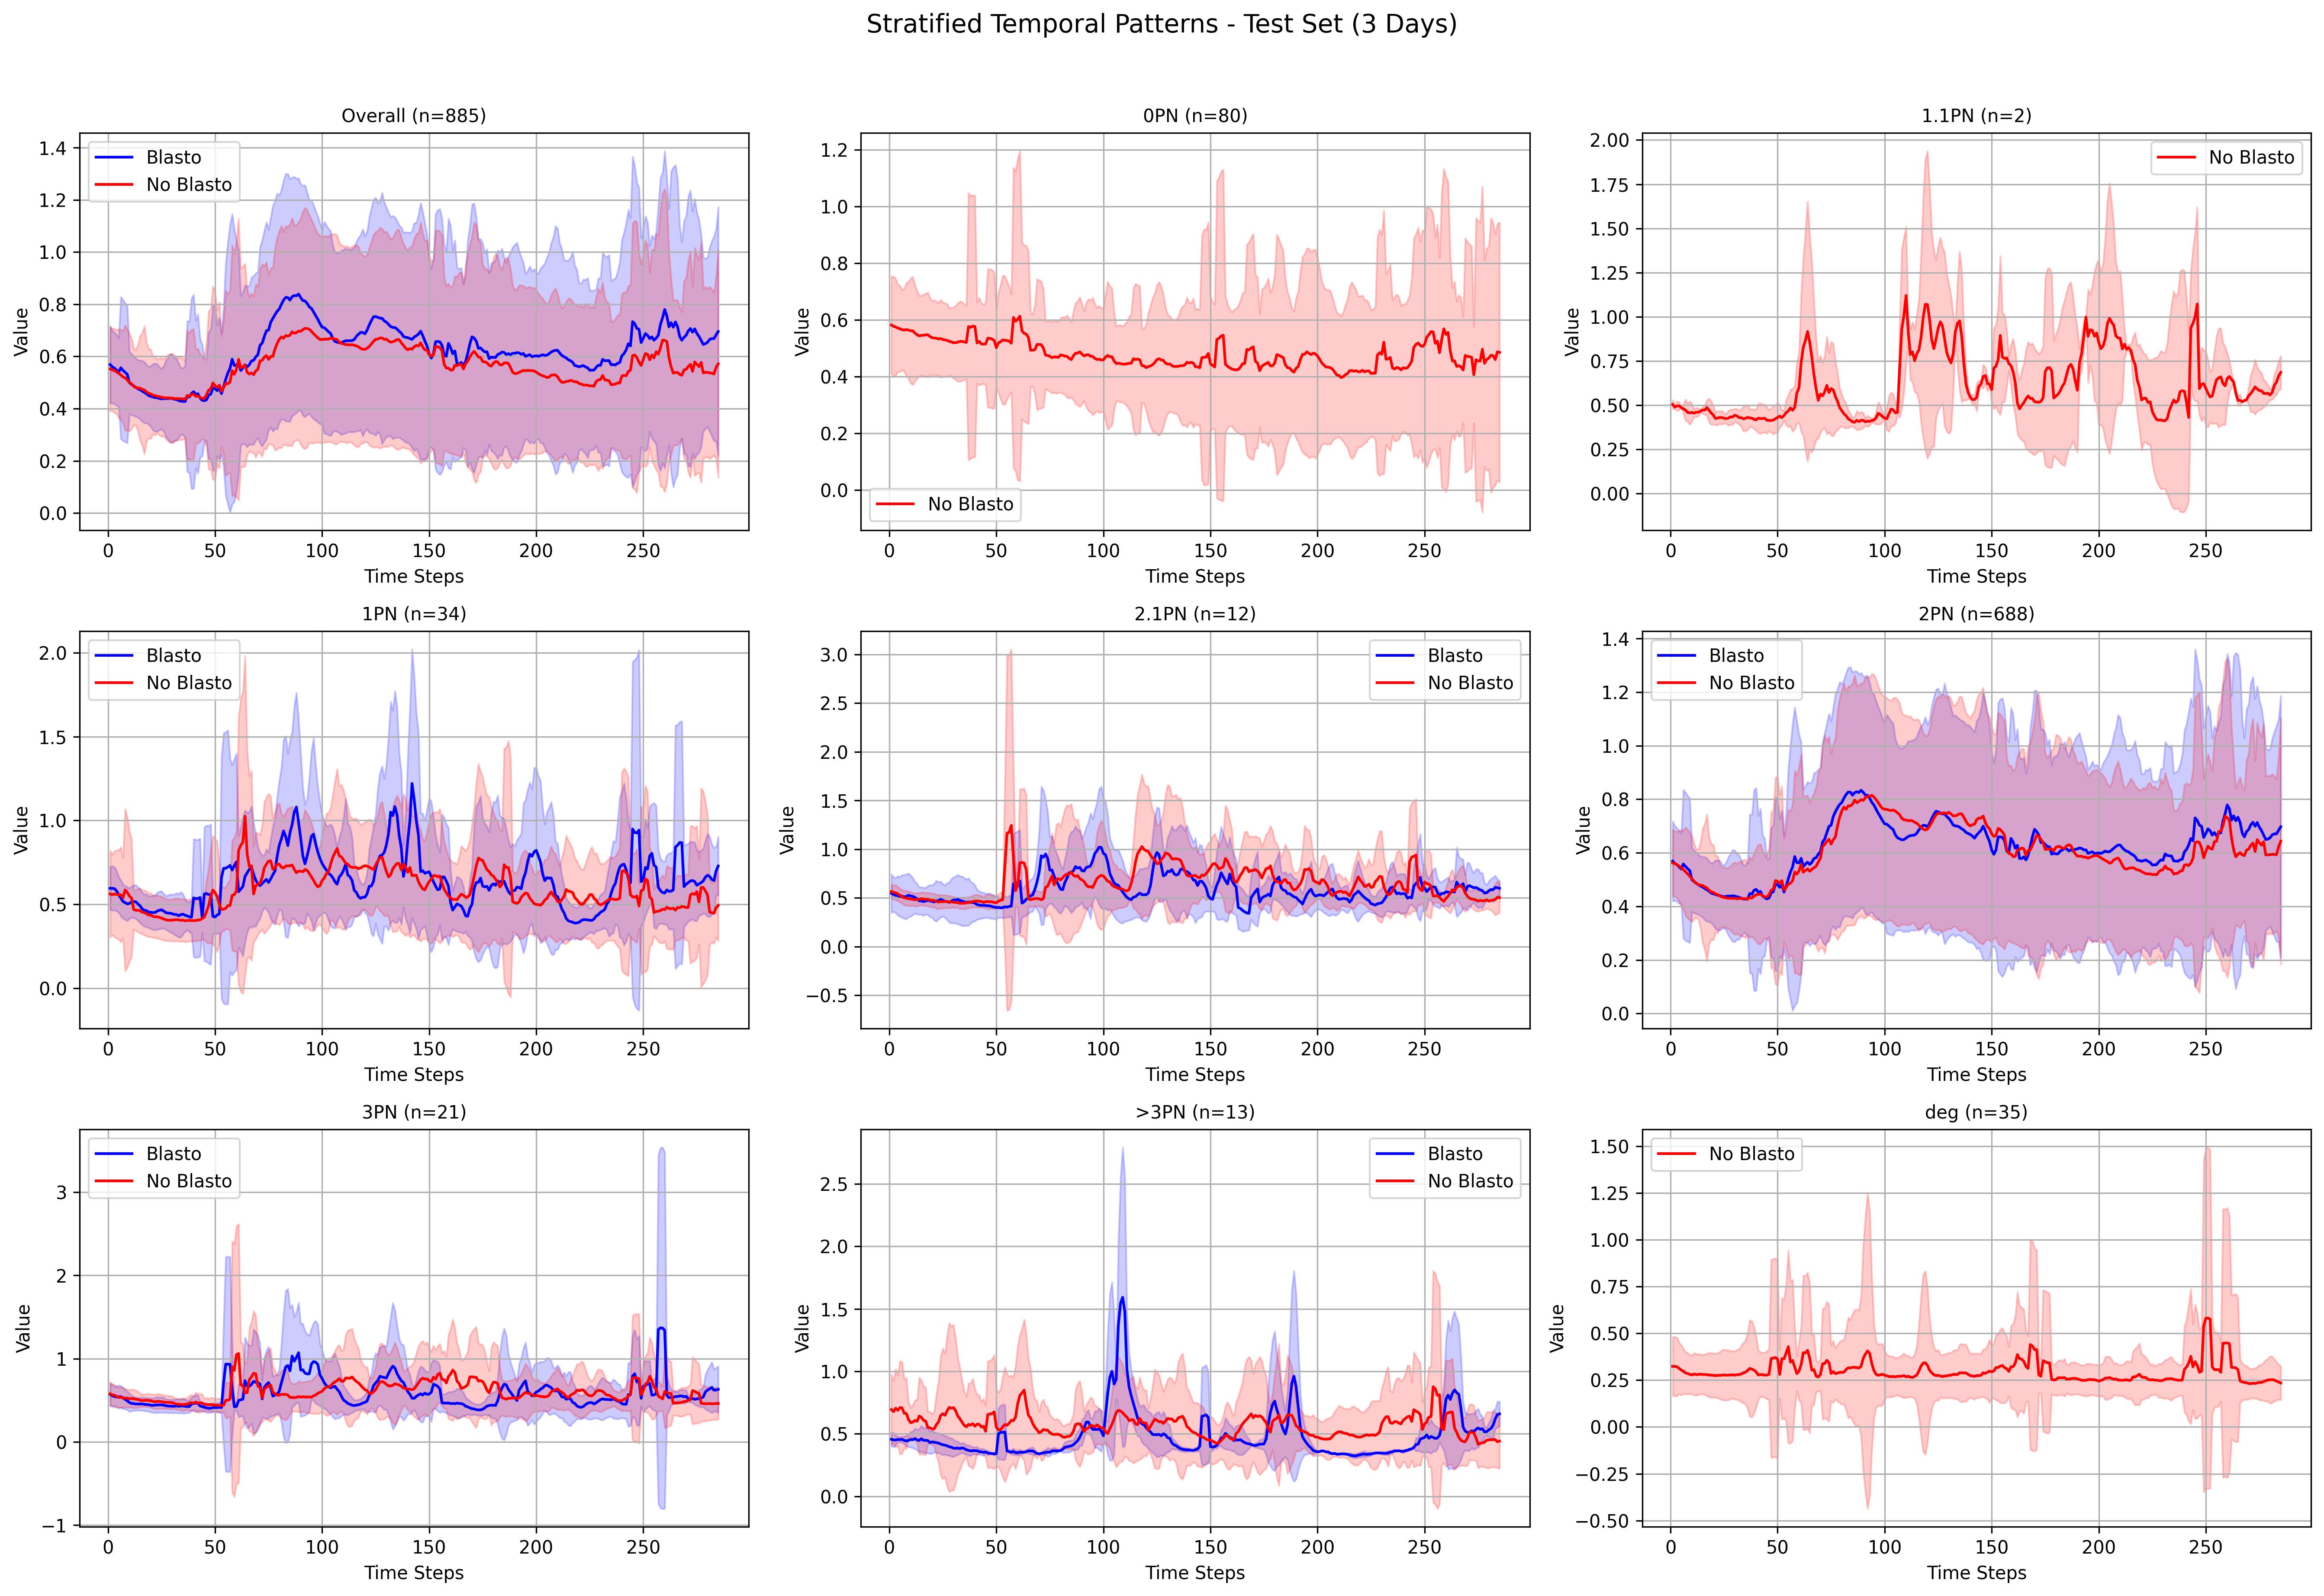 Stratified Temporal Patterns - Test Set (3 Days)
Overall (n=885)
Value
1.4
1.2
1.0
0.8
0.6
0.4
0.2
0.0
Blasto
No Blasto
0 50 100 150 200 250
Time Steps
0PN (n=80)
Value
1.2
1.0
0.8
0.6
0.4
0.2
0.0
No Blasto
0 50 100 150 200 250
Time Steps
1.1PN (n=2)
Value
2.00
1.75
1.50
1.25
1.00
0.75
0.50
0.25
0.00
No Blasto
0 50 100 150 200 250
Time Steps
1PN (n=34)
Value
2.0
1.5
1.0
0.5
0.0
Blasto
No Blasto
0 50 100 150 200 250
Time Steps
2.1PN (n=12)
Value
3.0
2.5
2.0
1.5
1.0
0.5
0.0
−0.5
Blasto
No Blasto
0 50 100 150 200 250
Time Steps
2PN (n=688)
Value
1.4
1.2
1.0
0.8
0.6
0.4
0.2
0.0
Blasto
No Blasto
0 50 100 150 200 250
Time Steps
3PN (n=21)
Value
3
2
1
0
−1
Blasto
No Blasto
0 50 100 150 200 250
Time Steps
>3PN (n=13)
Value
2.5
2.0
1.5
1.0
0.5
0.0
Blasto
No Blasto
0 50 100 150 200 250
Time Steps
deg (n=35)
Value
1.50
1.25
1.00
0.75
0.50
0.25
0.00
−0.25
−0.50
No Blasto
0 50 100 150 200 250
Time Steps